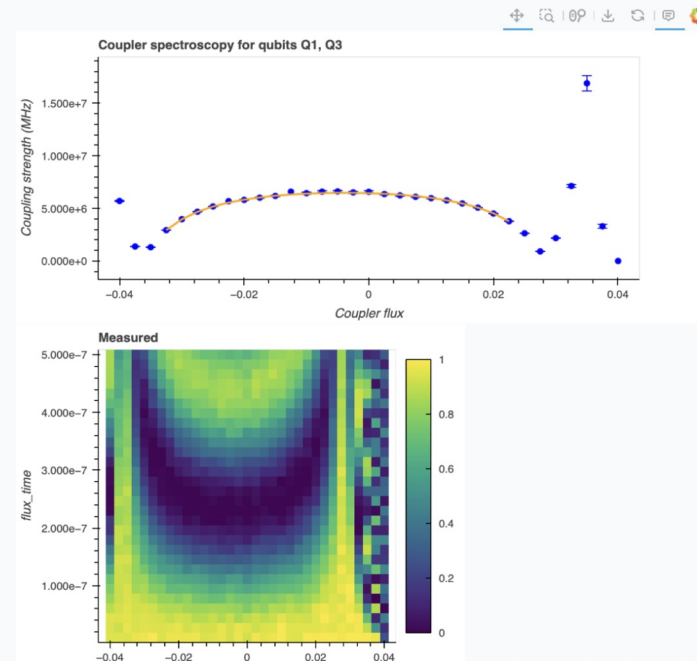 Coupler spectroscopy for qubits Q1, Q3
Coupling strength (MHz)
1.500e+7
1.000e+7
5.000e+6
0.000e+0
−0.04
−0.02
0
0.02
0.04
Coupler flux
Measured
flux_time
5.000e−7
4.000e−7
3.000e−7
2.000e−7
1.000e−7
−0.04
−0.02
0
0.02
0.04
1
0.8
0.6
0.4
0.2
0